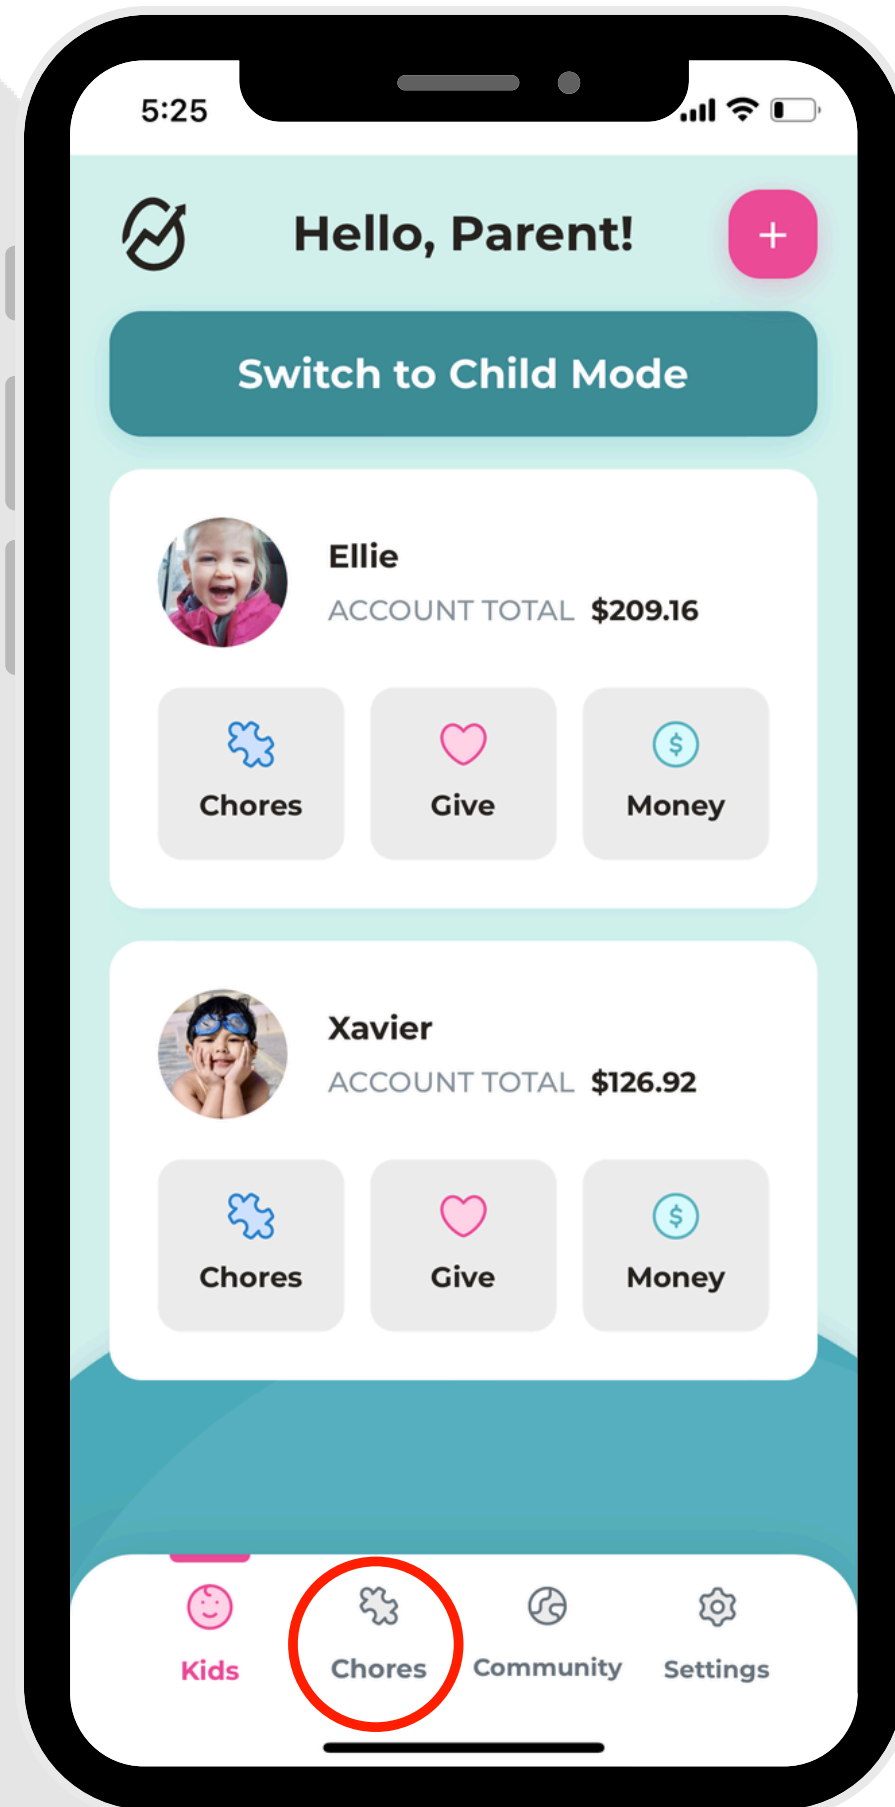 5:25
Hello, Parent!
+
Switch to Child Mode
Ellie
ACCOUNT TOTAL $209.16
$
Chores Give Money
Xavier
ACCOUNT TOTAL $126.92
$
Chores Give Money
Kids Chores Community Settings